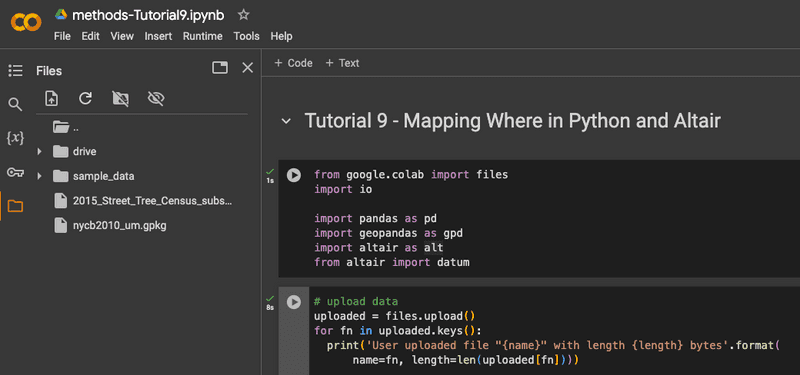 methods-Tutorial9.ipynb
File Edit View Insert Runtime Tools Help
Files
+ Code + Text
..
drive
sample_data
2015_Street_Tree_Census_subs...
nycb2010_um.gpkg
{x}
Tutorial 9 - Mapping Where in Python and Altair
1s
from google.colab import files
import io
import pandas as pd
import geopandas as gpd
import altair as alt
from altair import datum
8s
# upload data
uploaded = files.upload()
for fn in uploaded.keys():
  print('User uploaded file "{name}" with length {length} bytes'.format(
      name=fn, length=len(uploaded[fn])))